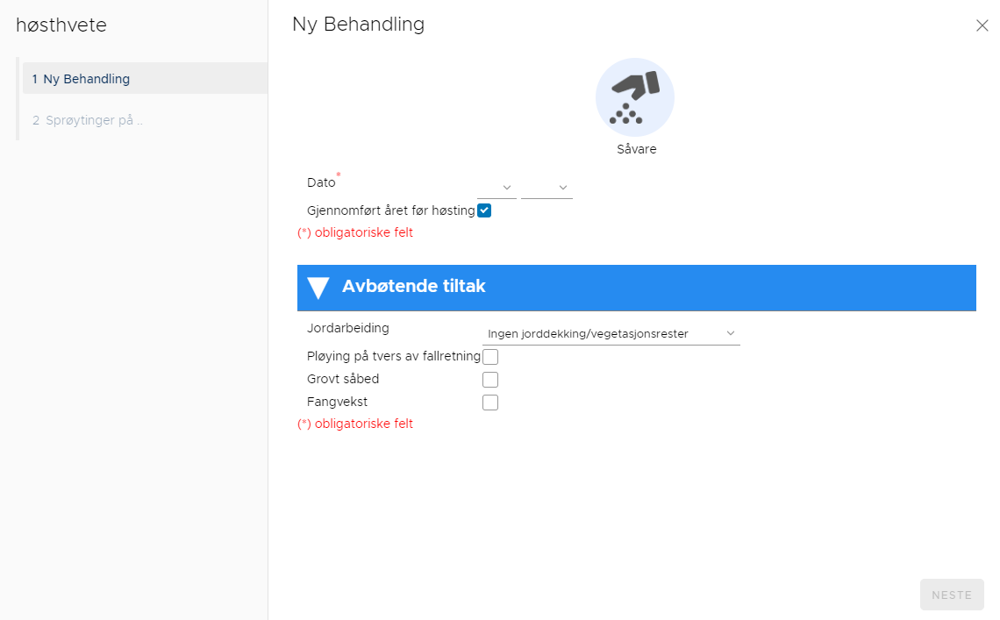 høsthvete
1 Ny Behandling
2 Sprøytinger på ..
Ny Behandling
Såvare
Dato*
Gjennomført året før høsting
(*) obligatoriske felt
Avbøtende tiltak
Jordarbeiding
Ingen jorddekking/vegetasjonsrester
Pløying på tvers av fallretning
Grovt såbed
Fangvekst
(*) obligatoriske felt
NESTE